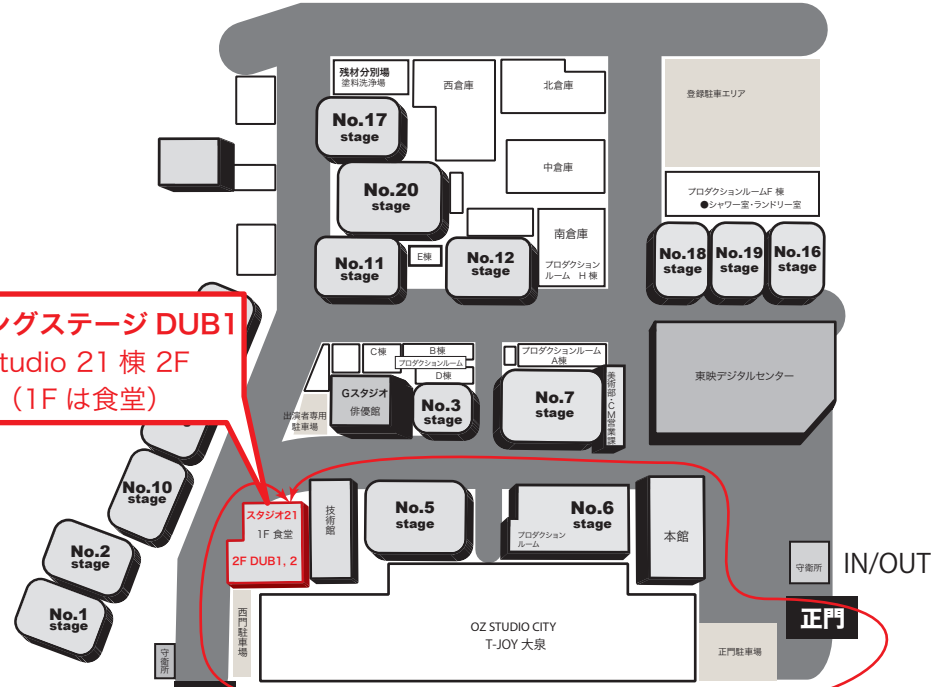 残材分別場
塗料洗浄場
西倉庫
北倉庫
登録駐車エリア
No.17
stage
中倉庫
No.20
stage
プロダクションルームF 棟
●シャワー室・ランドリー室
南倉庫
プロダクション
ルーム H 棟
No.11
stage
E棟
No.12
stage
No.18
stage
No.19
stage
No.16
stage
ングステージ DUB1
tudio 21 棟 2F
（1F は食堂）
C棟
B棟
プロダクションルーム
D棟
プロダクションルーム
A棟
東映デジタルセンター
Gスタジオ
俳優館
No.3
stage
No.7
stage
美術部・CM営業課
出演者専用
駐車場
No.10
stage
スタジオ21
1F 食堂
2F DUB1, 2
技術館
No.5
stage
No.6
stage
プロダクション
ルーム
本館
No.2
stage
守衛所
IN/OUT
No.1
stage
西門駐車場
OZ STUDIO CITY
T-JOY 大泉
正門
守衛所
正門駐車場